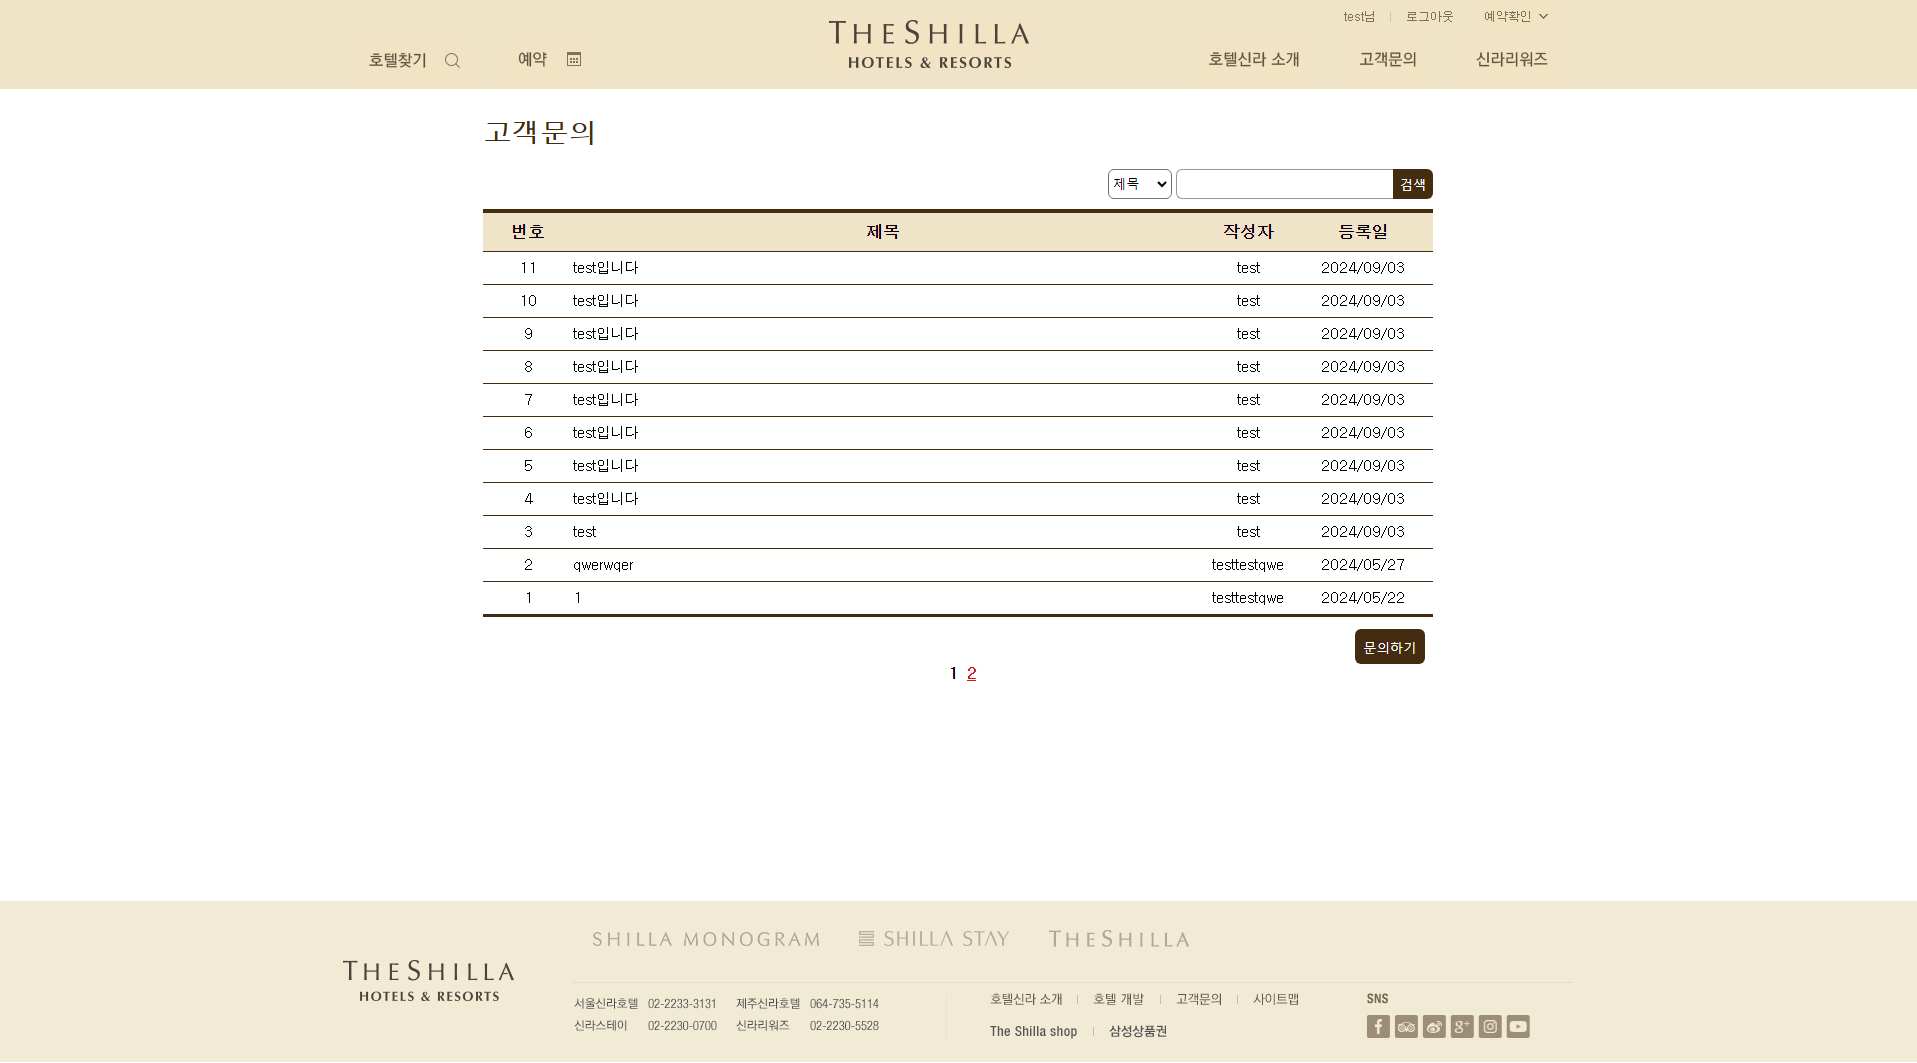 test님 로그아웃 예약확인
호텔찾기 예약 THE SHILLA 호텔신라 소개 고객문의 신라리워즈
HOTELS & RESORTS
고객문의
제목 검색
번호 제목 작성자 등록일
11 test입니다 test 2024/09/03
10 test입니다 test 2024/09/03
9 test입니다 test 2024/09/03
8 test입니다 test 2024/09/03
7 test입니다 test 2024/09/03
6 test입니다 test 2024/09/03
5 test입니다 test 2024/09/03
4 test입니다 test 2024/09/03
3 test test 2024/09/03
2 qwerwqer testtestqwe 2024/05/27
1 1 testtestqwe 2024/05/22
문의하기
1 2
SHILLA MONOGRAM SHILLA STAY THE SHILLA
THE SHILLA
HOTELS & RESORTS
서울신라호텔 02-2233-3131 제주신라호텔 064-735-5114
신라스테이 02-2230-0700 신라리워즈 02-2230-5528
호텔신라 소개 호텔 개발 고객문의 사이트맵
The Shilla shop 삼성상품권
SNS